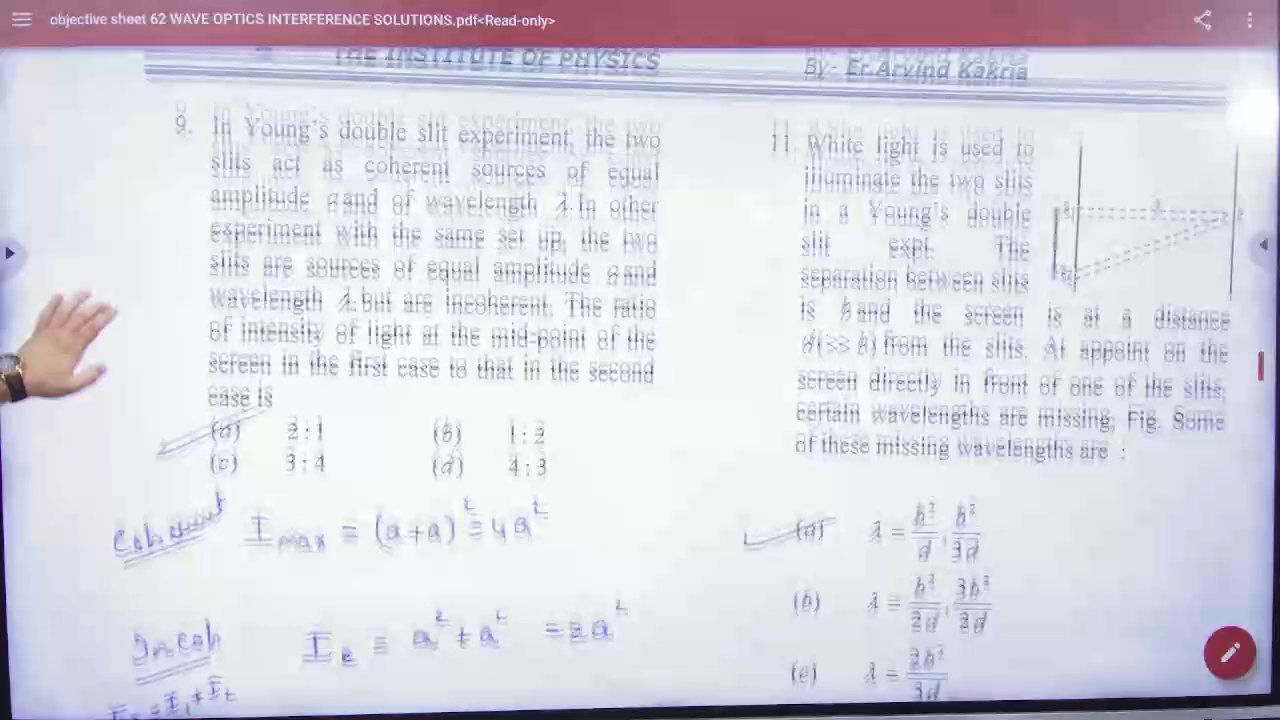 objective sheet 62 WAVE OPTICS INTERFERENCE SOLUTIONS.pdf<Read-only>
THE INSTITUTE OF PHYSICS
By- Er.Arvind Kakria
9. In Young's double slit experiment, the two
slits act as coherent sources of equal
amplitude a and of wavelength λ. In other
experiment with the same set up, the two
slits are sources of equal amplitude a and
wavelength λ but are incoherent. The ratio
of intensity of light at the mid-point of the
screen in the first case to that in the second
case is
(a) 2:1 (b) 1:2
(c) 3:4 (d) 4:3
Coherent I max = (a+a)² = 4a²
Incoh I R = a² + a² = 2a²
11. White light is used to
illuminate the two slits
in a Young's double
slit expt. The
separation between slits
is b and the screen is at a distance
d(>> b) from the slits. At appoint on the
screen directly in front of one of the slits,
certain wavelengths are missing, Fig. Some
of these missing wavelengths are :
(a) λ = b²/d, b²/3d
(b) λ = b²/2d, 3b²/2d
(c) λ = 2b²/3d